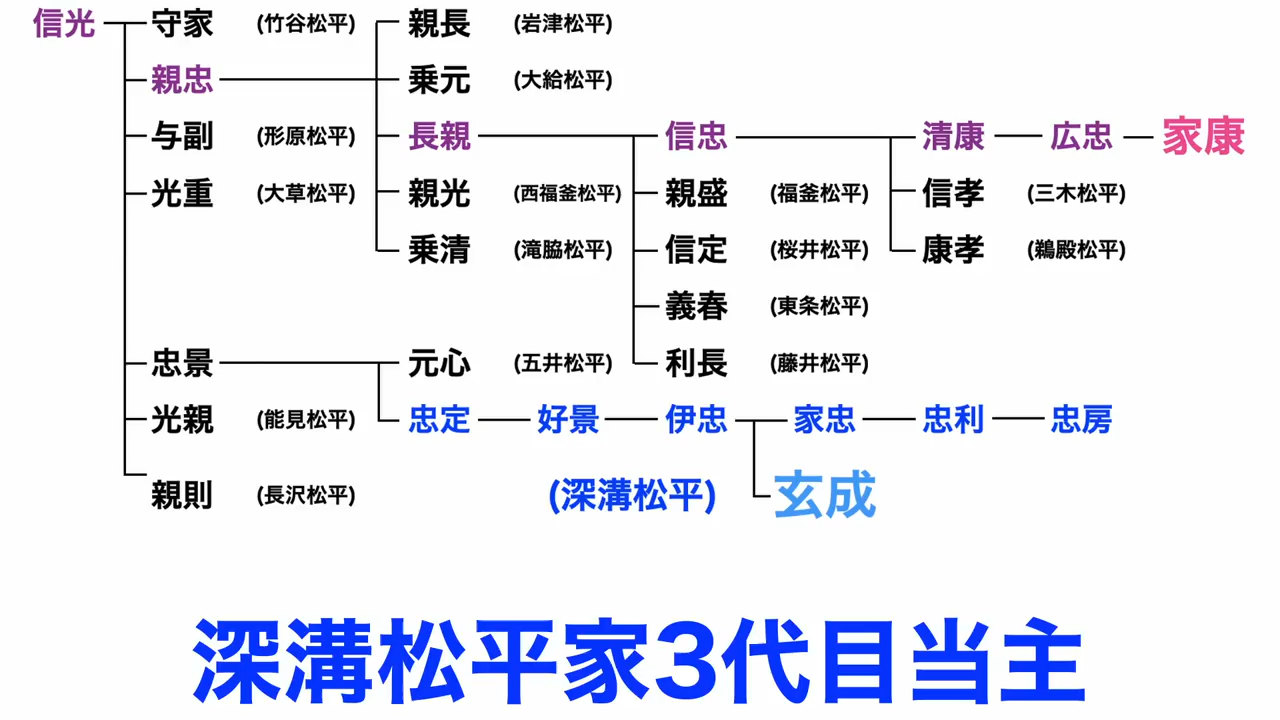 信光 守家 (竹谷松平) 親長 (岩津松平)
親忠 乗元 (大給松平)
与副 (形原松平) 長親 信忠 清康 広忠 家康
光重 (大草松平) 親光 (西福釜松平) 親盛 (福釜松平) 信孝 (三木松平)
乗清 (滝脇松平) 信定 (桜井松平) 康孝 (鵜殿松平)
義春 (東条松平)
忠景 元心 (五井松平) 利長 (藤井松平)
光親 (能見松平) 忠定 好景 伊忠 家忠 忠利 忠房
親則 (長沢松平) (深溝松平) 玄成
深溝松平家3代目当主